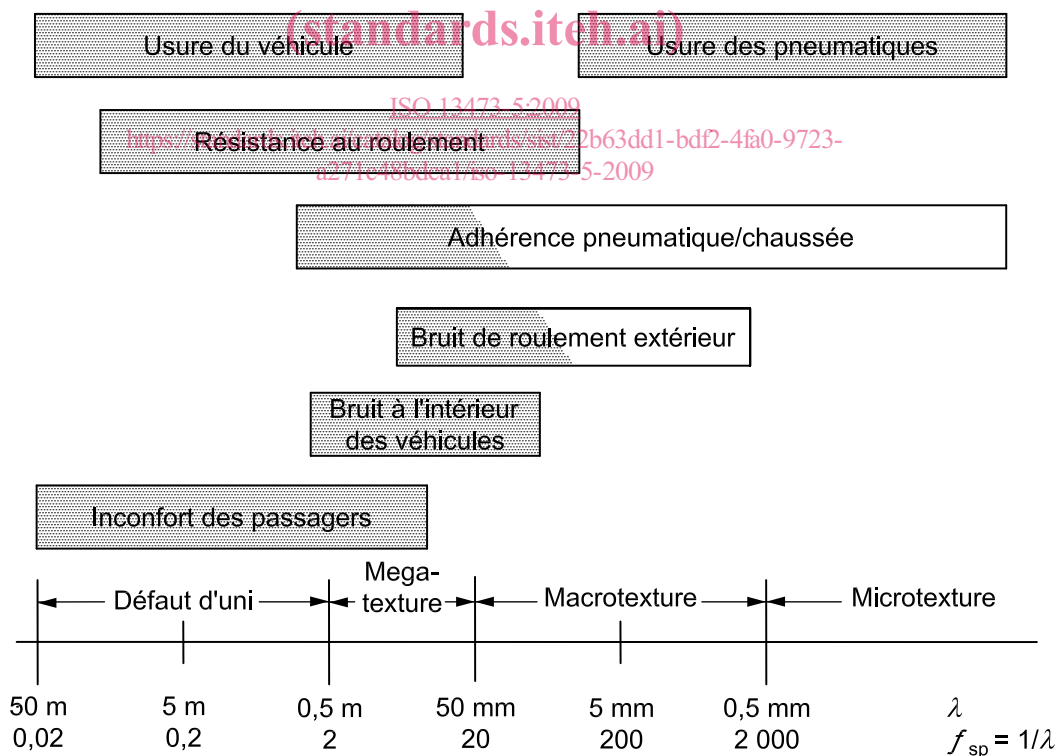 (standards.iteh.ai)
Usure du véhicule
Usure des pneumatiques
ISO 13473-5:2009
Résistance au roulement
a271c48bdca1/iso-13473-5-2009
Adhérence pneumatique/chaussée
Bruit de roulement extérieur
Bruit à l'intérieur
des véhicules
Inconfort des passagers
Défaut d'uni
Mega-
texture
Macrotexture
Microtexture
50 m 5 m 0,5 m 50 mm 5 mm 0,5 mm λ
0,02 0,2 2 20 200 2 000 f sp = 1/λ